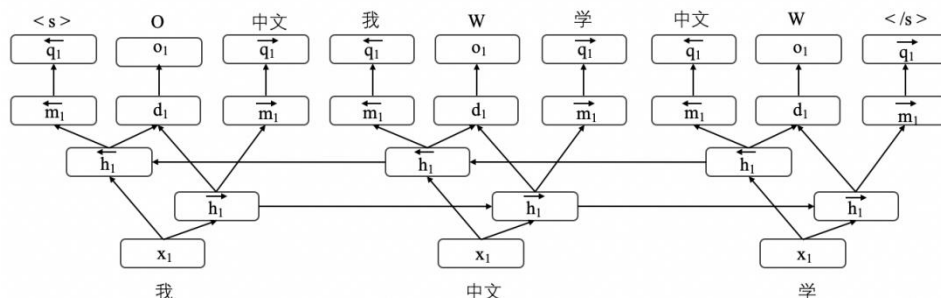 < s > O 中文 我 W 学 中文 W < /s >
q₁ o₁ q₁ q₁ o₁ q₁ q₁ o₁ q₁
m₁ d₁ m₁ m₁ d₁ m₁ m₁ d₁ m₁
h₁ h₁ h₁
h₁ h₁ h₁
x₁ x₁ x₁
我 中文 学